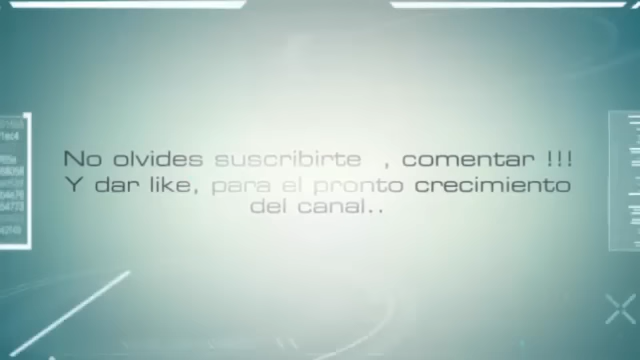 No olvides suscribirte , comentar !!!
Y dar like, para el pronto crecimiento
del canal..